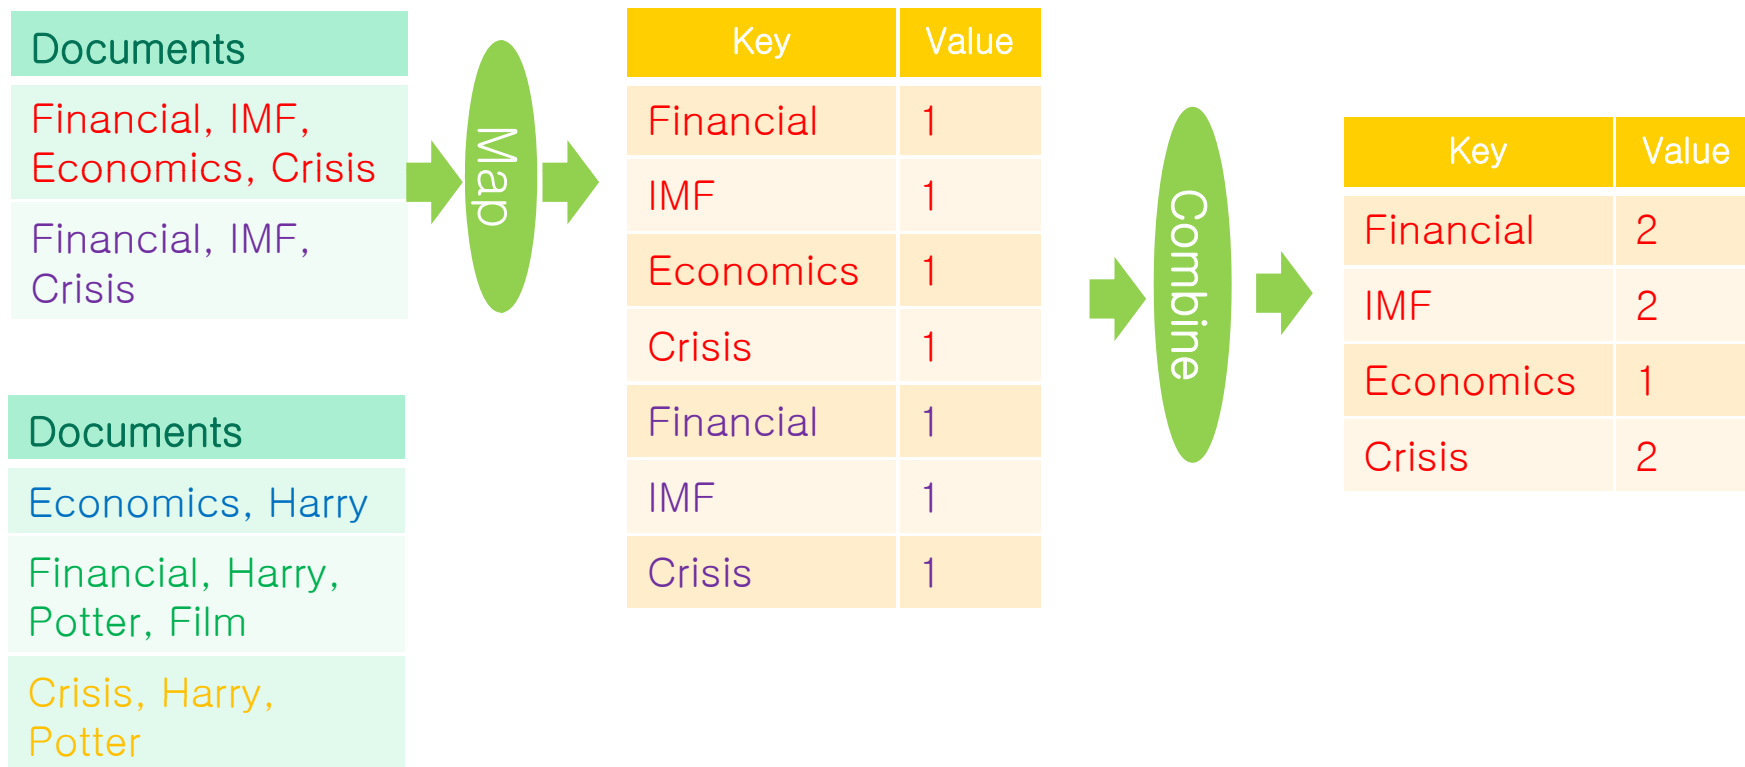 Documents
Financial, IMF,
Economics, Crisis
Financial, IMF,
Crisis
Documents
Economics, Harry
Financial, Harry,
Potter, Film
Crisis, Harry,
Potter
Map
Key Value
Financial 1
IMF 1
Economics 1
Crisis 1
Financial 1
IMF 1
Crisis 1
Combine
Key Value
Financial 2
IMF 2
Economics 1
Crisis 2